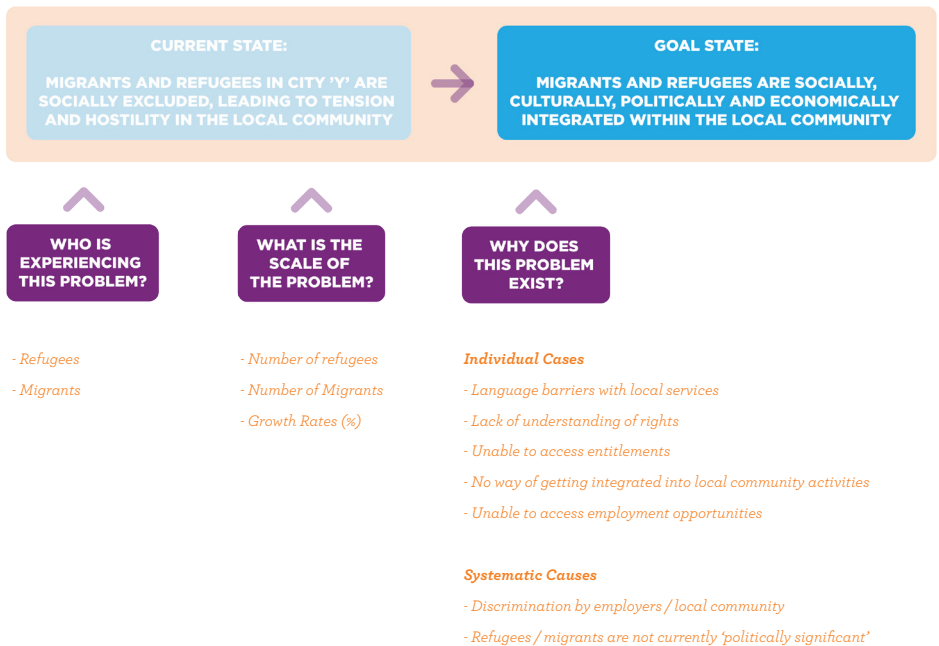 CURRENT STATE:
MIGRANTS AND REFUGEES IN CITY 'Y' ARE
SOCIALLY EXCLUDED, LEADING TO TENSION
AND HOSTILITY IN THE LOCAL COMMUNITY
GOAL STATE:
MIGRANTS AND REFUGEES ARE SOCIALLY,
CULTURALLY, POLITICALLY AND ECONOMICALLY
INTEGRATED WITHIN THE LOCAL COMMUNITY
WHO IS
EXPERIENCING
THIS PROBLEM?
- Refugees
- Migrants
WHAT IS THE
SCALE OF
THE PROBLEM?
- Number of refugees
- Number of Migrants
- Growth Rates (%)
WHY DOES
THIS PROBLEM
EXIST?
Individual Cases
- Language barriers with local services
- Lack of understanding of rights
- Unable to access entitlements
- No way of getting integrated into local community activities
- Unable to access employment opportunities
Systematic Causes
- Discrimination by employers / local community
- Refugees / migrants are not currently ‘politically significant’